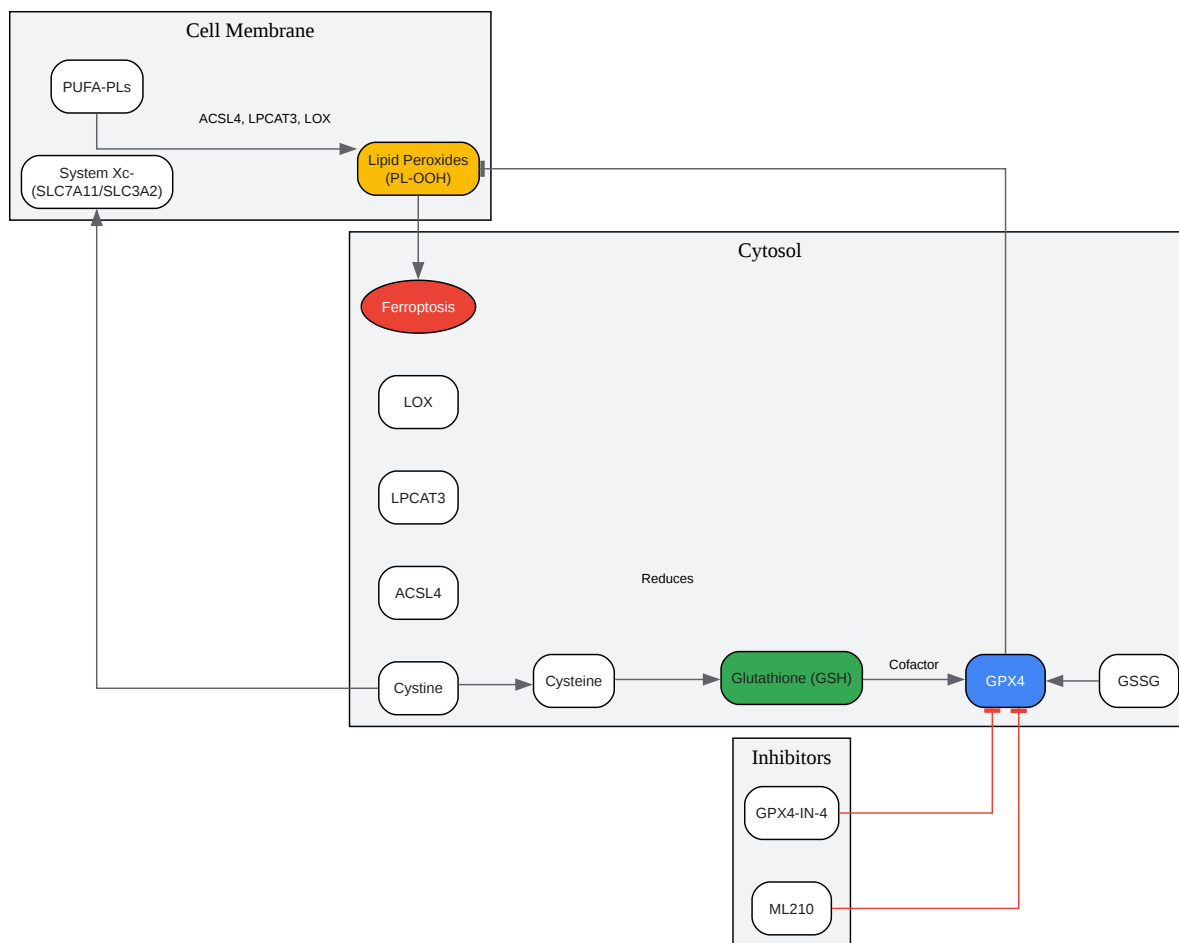 Cell Membrane
PUFA-PLs
ACSL4, LPCAT3, LOX
System Xc-
(SLC7A11/SLC3A2)
Lipid Peroxides
(PL-OOH)
Cytosol
Ferroptosis
LOX
LPCAT3
ACSL4
Reduces
Cystine
Cysteine
Glutathione (GSH)
Cofactor
GPX4
GSSG
Inhibitors
GPX4-IN-4
ML210